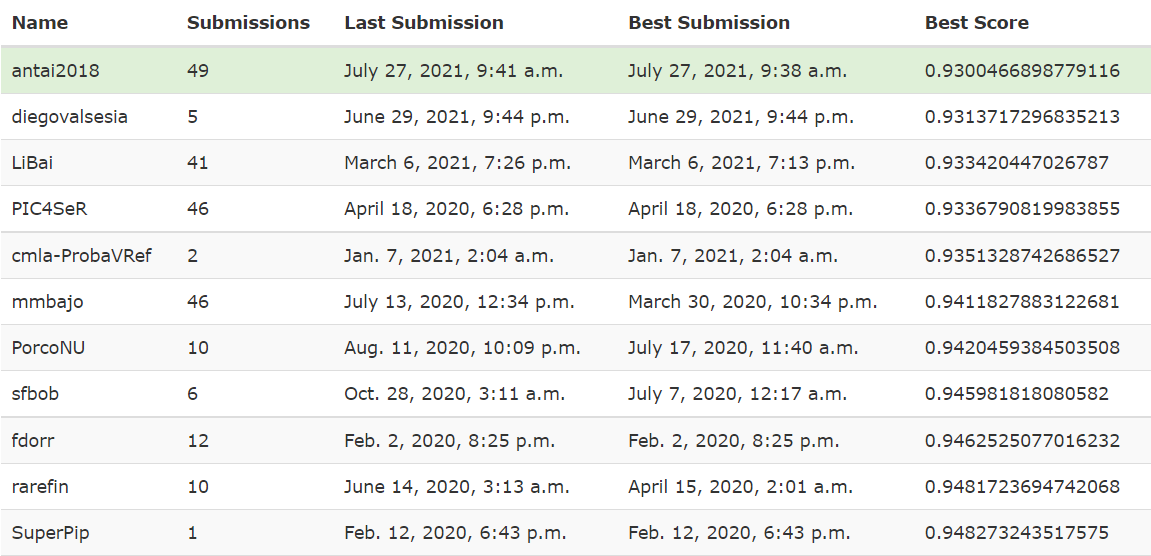 Name Submissions Last Submission Best Submission Best Score
antai2018 49 July 27, 2021, 9:41 a.m. July 27, 2021, 9:38 a.m. 0.9300466898779116
diegovalsesia 5 June 29, 2021, 9:44 p.m. June 29, 2021, 9:44 p.m. 0.9313717296835213
LiBai 41 March 6, 2021, 7:26 p.m. March 6, 2021, 7:13 p.m. 0.933420447026787
PIC4SeR 46 April 18, 2020, 6:28 p.m. April 18, 2020, 6:28 p.m. 0.9336790819983855
cmla-ProbaVRef 2 Jan. 7, 2021, 2:04 a.m. Jan. 7, 2021, 2:04 a.m. 0.9351328742686527
mmbajo 46 July 13, 2020, 12:34 p.m. March 30, 2020, 10:34 p.m. 0.9411827883122681
PorcoNU 10 Aug. 11, 2020, 10:09 p.m. July 17, 2020, 11:40 a.m. 0.9420459384503508
sfbob 6 Oct. 28, 2020, 3:11 a.m. July 7, 2020, 12:17 a.m. 0.945981818080582
fdorr 12 Feb. 2, 2020, 8:25 p.m. Feb. 2, 2020, 8:25 p.m. 0.9462525077016232
rarefin 10 June 14, 2020, 3:13 a.m. April 15, 2020, 2:01 a.m. 0.9481723694742068
SuperPip 1 Feb. 12, 2020, 6:43 p.m. Feb. 12, 2020, 6:43 p.m. 0.948273243517575